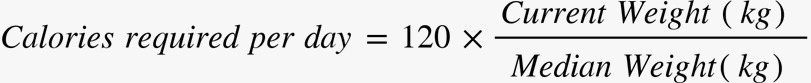 Calories required per day = 120 × Current Weight ( kg) / Median Weight( kg)